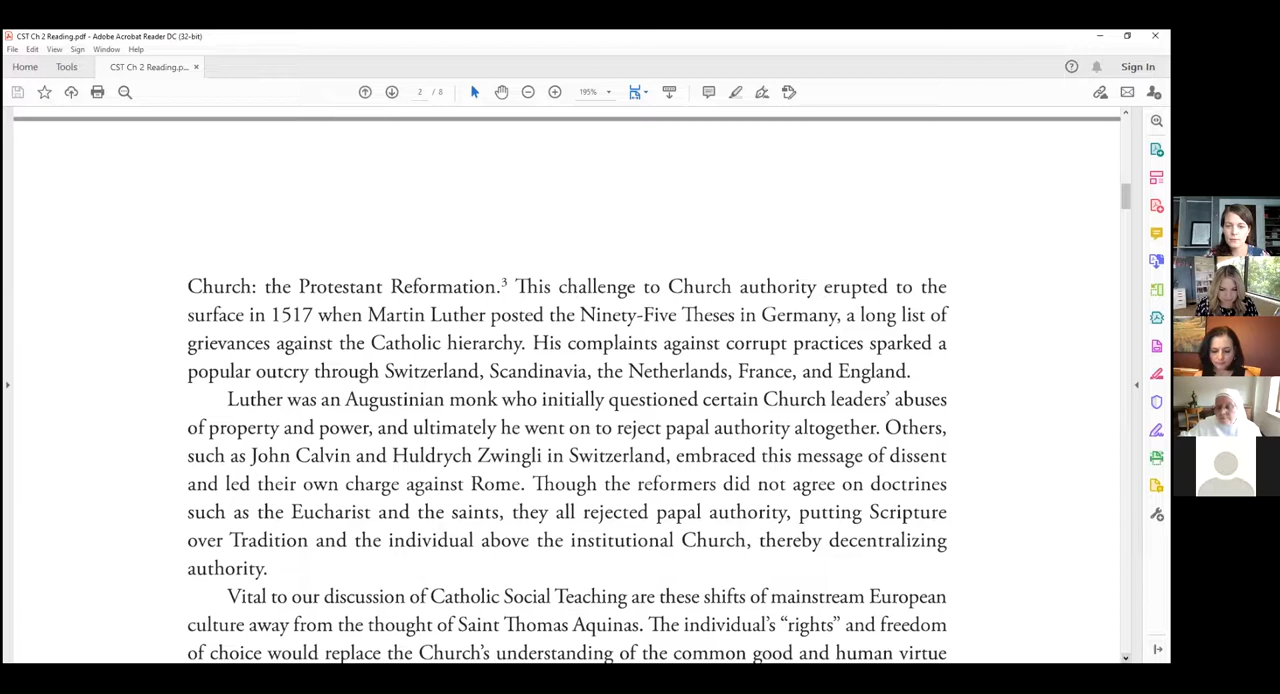 CST Ch 2 Reading.pdf - Adobe Acrobat Reader DC (32-bit)
File Edit View Sign Window Help
Home Tools CST Ch 2 Reading.p... × Sign In
2 / 8 195%
Church: the Protestant Reformation.³ This challenge to Church authority erupted to the
surface in 1517 when Martin Luther posted the Ninety-Five Theses in Germany, a long list of
grievances against the Catholic hierarchy. His complaints against corrupt practices sparked a
popular outcry through Switzerland, Scandinavia, the Netherlands, France, and England.
Luther was an Augustinian monk who initially questioned certain Church leaders’ abuses
of property and power, and ultimately he went on to reject papal authority altogether. Others,
such as John Calvin and Huldrych Zwingli in Switzerland, embraced this message of dissent
and led their own charge against Rome. Though the reformers did not agree on doctrines
such as the Eucharist and the saints, they all rejected papal authority, putting Scripture
over Tradition and the individual above the institutional Church, thereby decentralizing
authority.
Vital to our discussion of Catholic Social Teaching are these shifts of mainstream European
culture away from the thought of Saint Thomas Aquinas. The individual’s “rights” and freedom
of choice would replace the Church’s understanding of the common good and human virtue